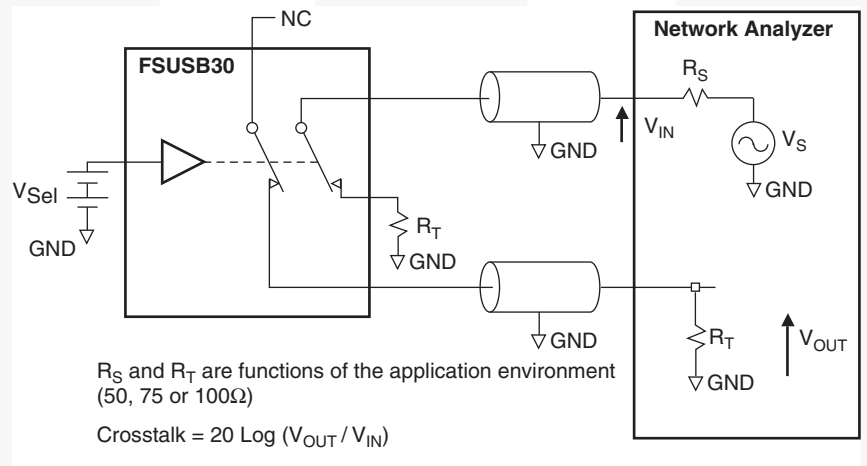 NC
Network Analyzer
FSUSB30
R_S
V_IN
V_S
GND
GND
V_Sel
GND
R_T
GND
GND
R_T
V_OUT
GND
R_S and R_T are functions of the application environment
(50, 75 or 100Ω)
Crosstalk = 20 Log (V_OUT / V_IN)